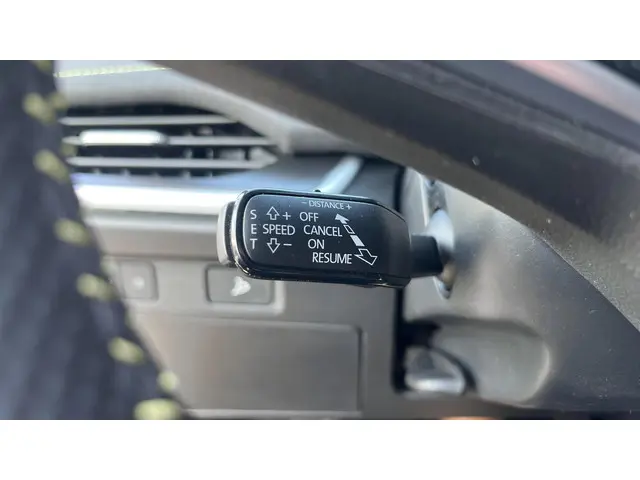 - DISTANCE +
S + OFF
E SPEED CANCEL
T - ON
RESUME